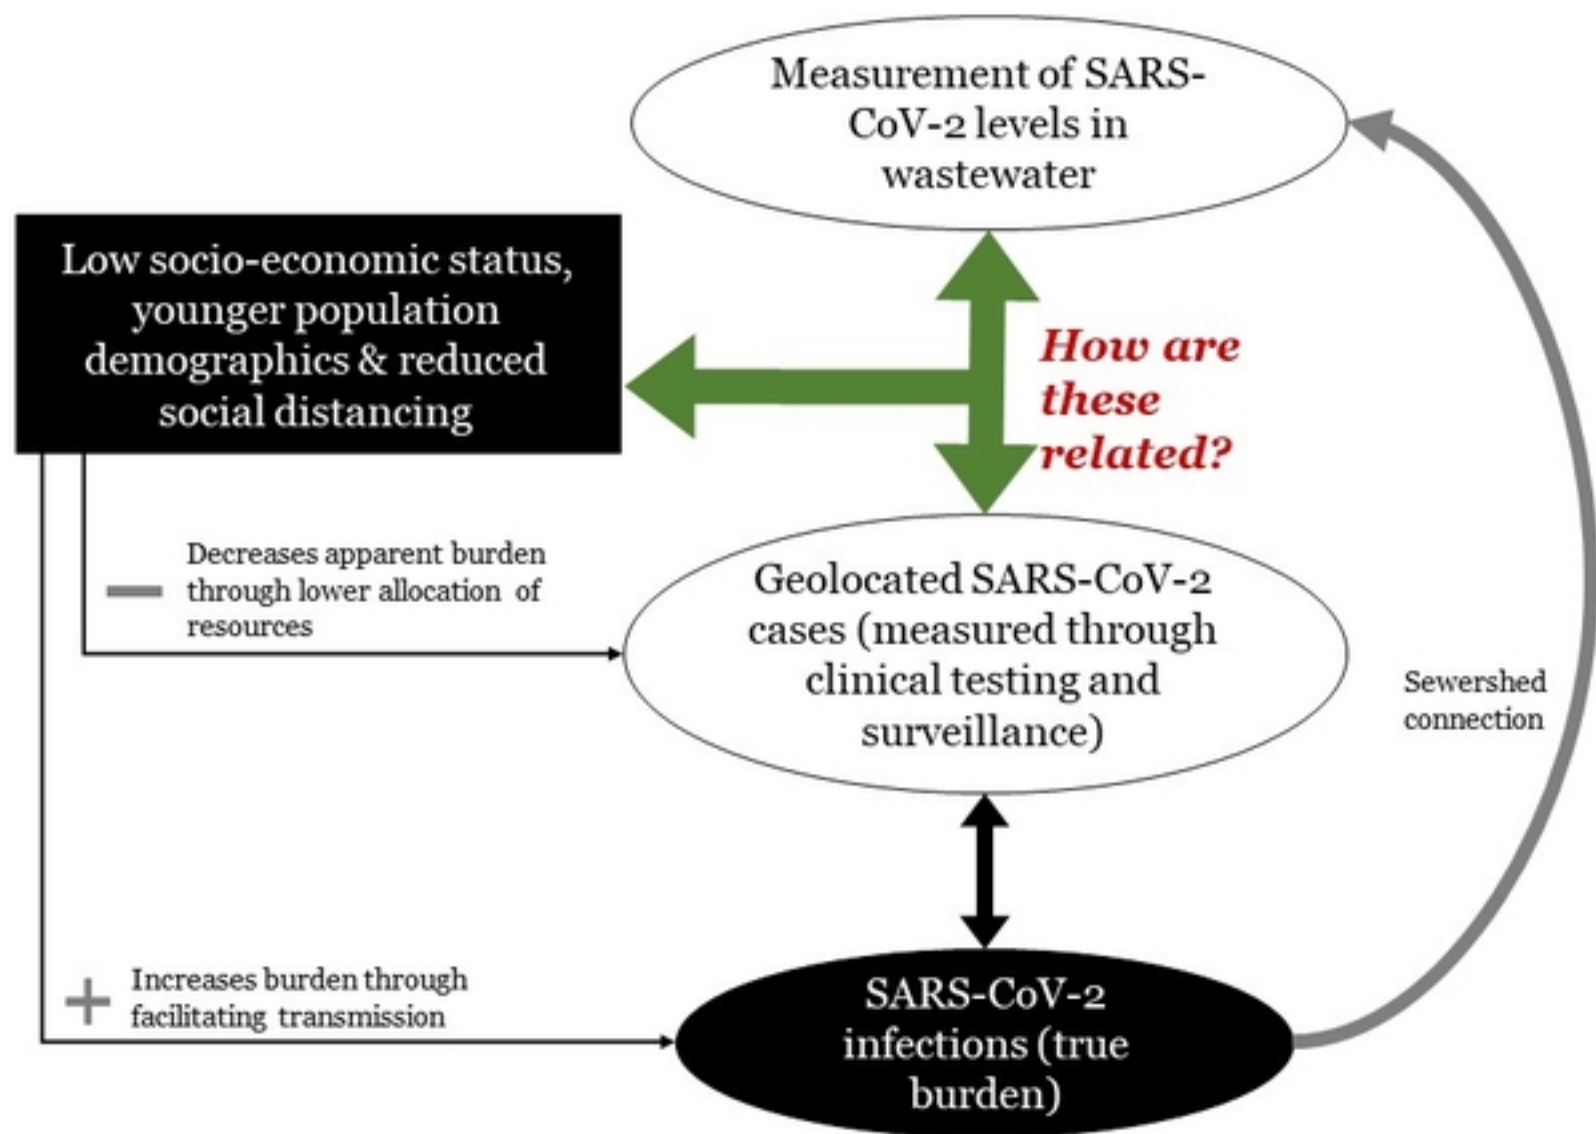 Measurement of SARS-
CoV-2 levels in
wastewater
Low socio-economic status,
younger population
demographics & reduced
social distancing
How are
these
related?
Decreases apparent burden
through lower allocation of
resources
Geolocated SARS-CoV-2
cases (measured through
clinical testing and
surveillance)
Sewershed
connection
Increases burden through
facilitating transmission
SARS-CoV-2
infections (true
burden)